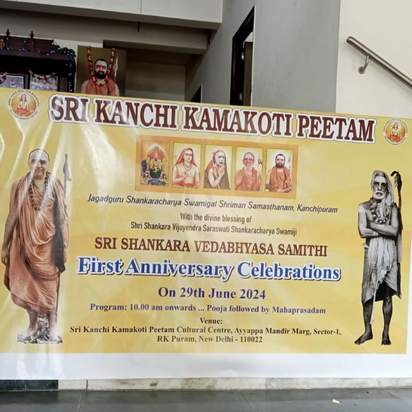 SRI KANCHI KAMAKOTI PEETAM
Jagadguru Shankaracharya Swamigal Shriman Samasthanam, Kanchipuram
With the divine blessing of
Shri Shankara Vijayendra Saraswati Shankaracharya Swamiji
SRI SHANKARA VEDABHYASA SAMITHI
First Anniversary Celebrations
On 29th June 2024
Program: 10.00 am onwards ... Pooja followed by Mahaprasadam
Venue:
Sri Kanchi Kamakoti Peetam Cultural Centre, Ayyappa Mandir Marg, Sector-1,
RK Puram, New Delhi - 110022